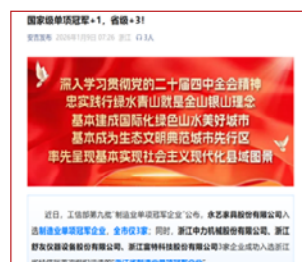 国家级单项冠军+1，省级+3!
安吉发布 2026年1月9日 07:26 浙江
深入学习贯彻党的二十届四中全会精神
忠实践行绿水青山就是金山银山理念
基本建成国际化绿色山水美好城市
基本成为生态文明典范城市先行区
率先呈现基本实现社会主义现代化县域图景
近日，工信部第九批“制造业单项冠军企业”公布，永艺家具股份有限公司入
选制造业单项冠军企业，全市仅3家；同时，浙江中力机械股份有限公司、浙江
舒友仪器设备股份有限公司、浙江雷特科技股份有限公司3家企业成功入选浙江